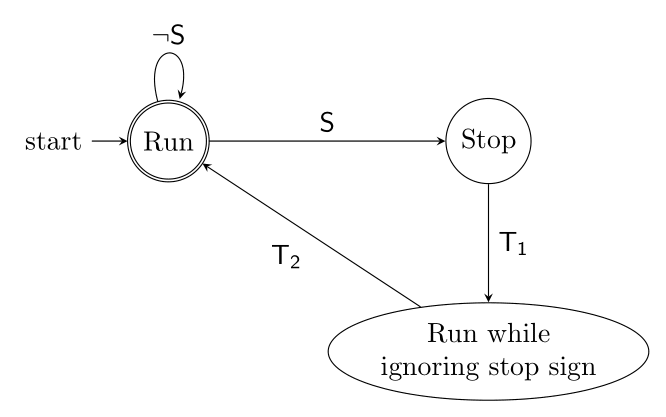 ¬S
start
Run
S
Stop
T₁
T₂
Run while
ignoring stop sign